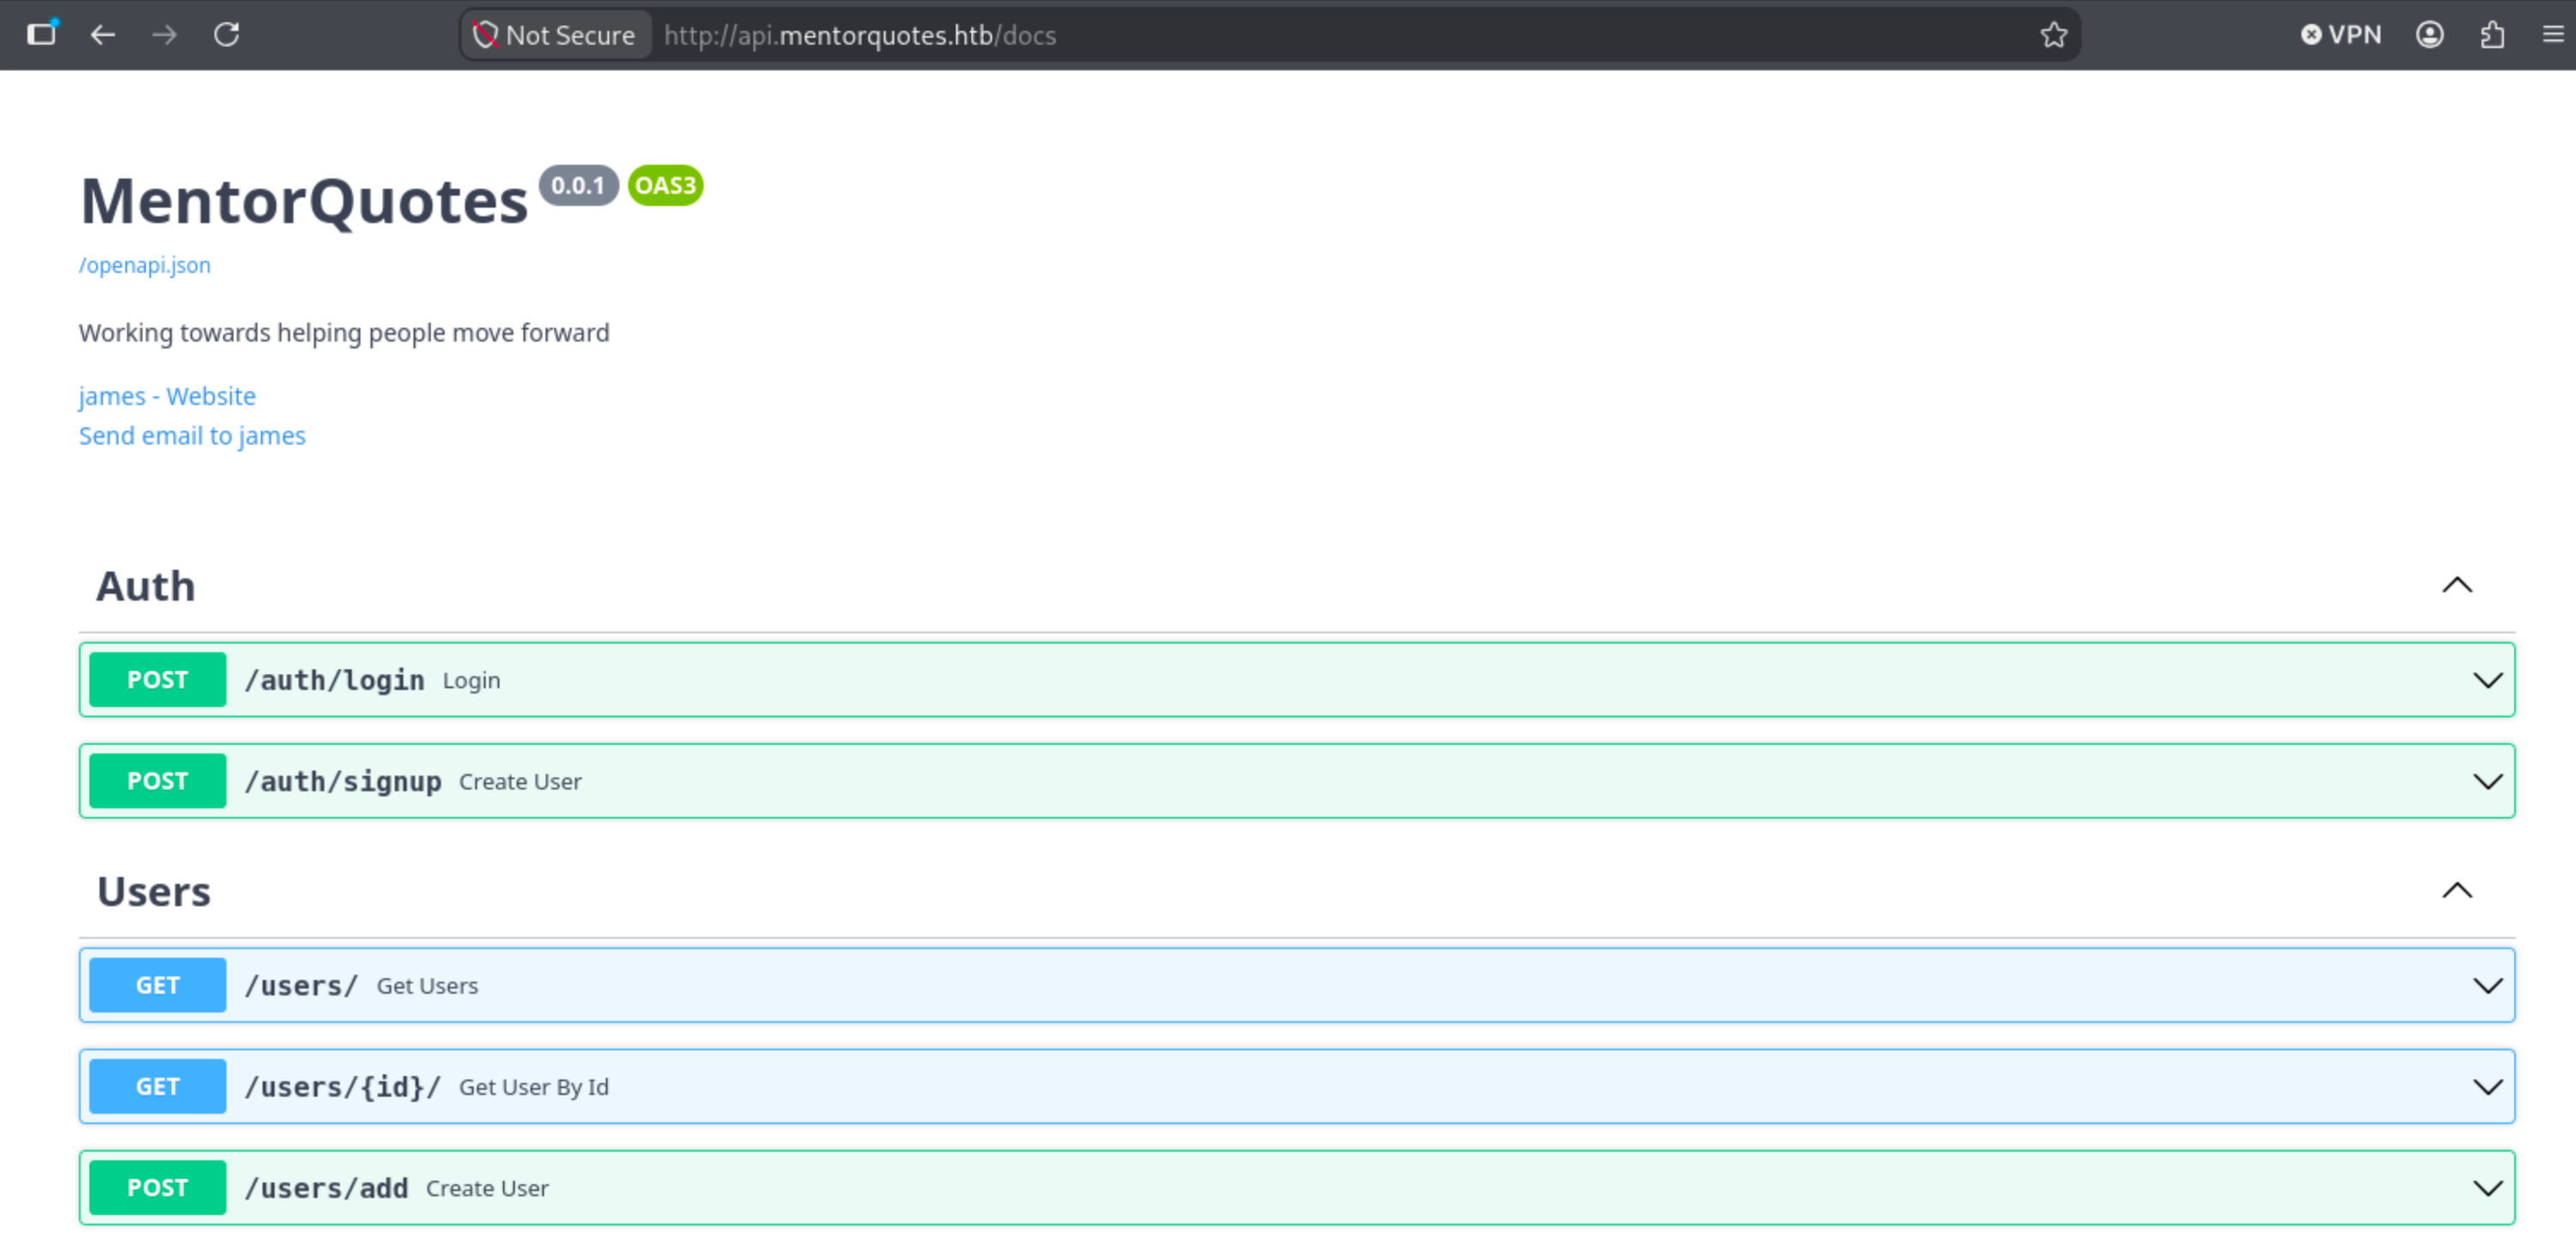 Not Secure http://api.mentorquotes.htb/docs VPN
MentorQuotes 0.0.1 OAS3
/openapi.json
Working towards helping people move forward
james - Website
Send email to james
Auth
POST /auth/login Login
POST /auth/signup Create User
Users
GET /users/ Get Users
GET /users/{id}/ Get User By Id
POST /users/add Create User